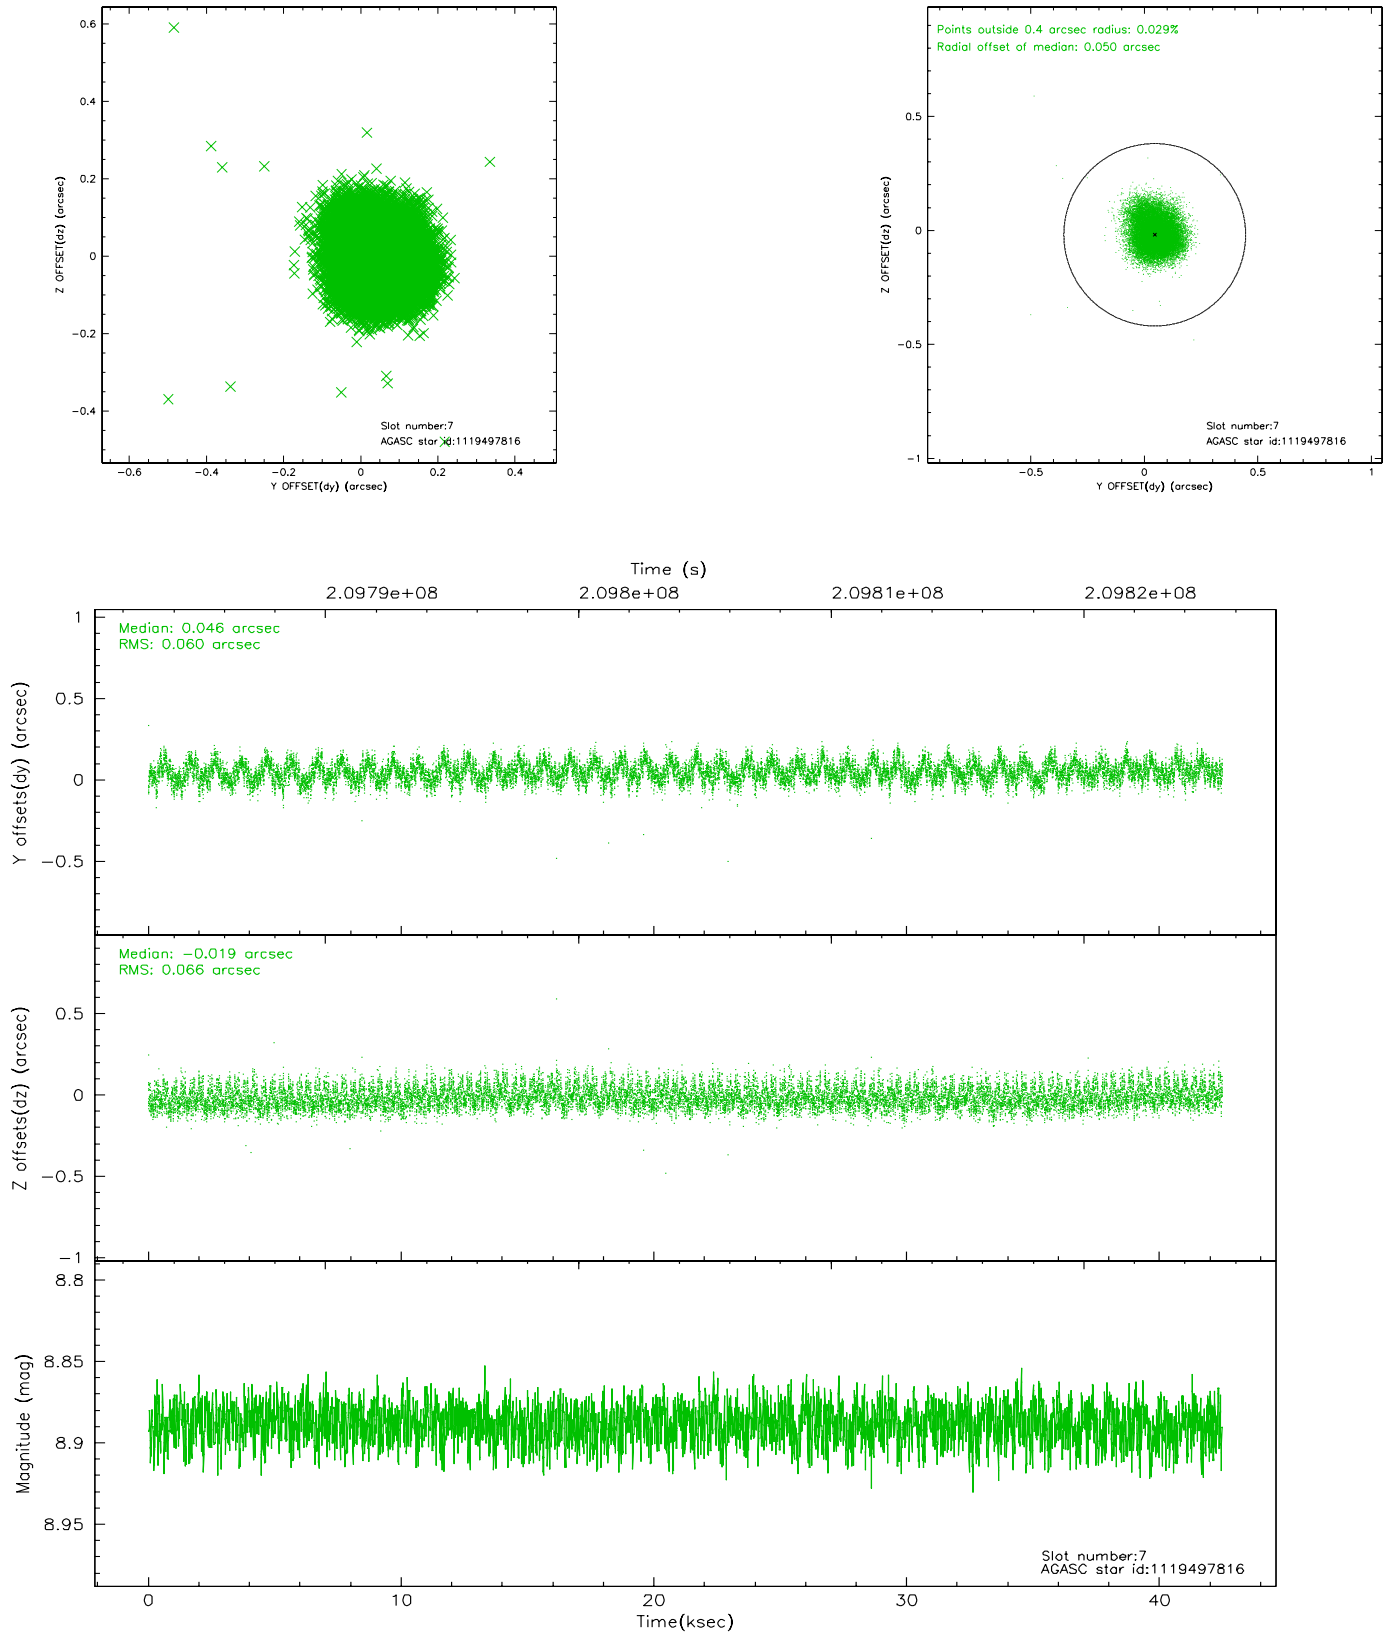 0.6
0.4
0.2
0
−0.2
−0.4
Z OFFSET(dz) (arcsec)
Slot number:7
AGASC star id:1119497816
−0.6 −0.4 −0.2 0 0.2 0.4
Y OFFSET(dy) (arcsec)
Points outside 0.4 arcsec radius: 0.029%
Radial offset of median: 0.050 arcsec
0.5
0
−0.5
−1
Z OFFSET(dz) (arcsec)
Slot number:7
AGASC star id:1119497816
−0.5 0 0.5 1
Y OFFSET(dy) (arcsec)
Time (s)
2.0979e+08 2.098e+08 2.0981e+08 2.0982e+08
Median: 0.046 arcsec
RMS: 0.060 arcsec
1
0.5
0
−0.5
Y offsets(dy) (arcsec)
Median: −0.019 arcsec
RMS: 0.066 arcsec
0.5
0
−0.5
−1
Z offsets(dz) (arcsec)
8.8
8.85
8.9
8.95
Magnitude (mag)
Slot number:7
AGASC star id:1119497816
0 10 20 30 40
Time(ksec)